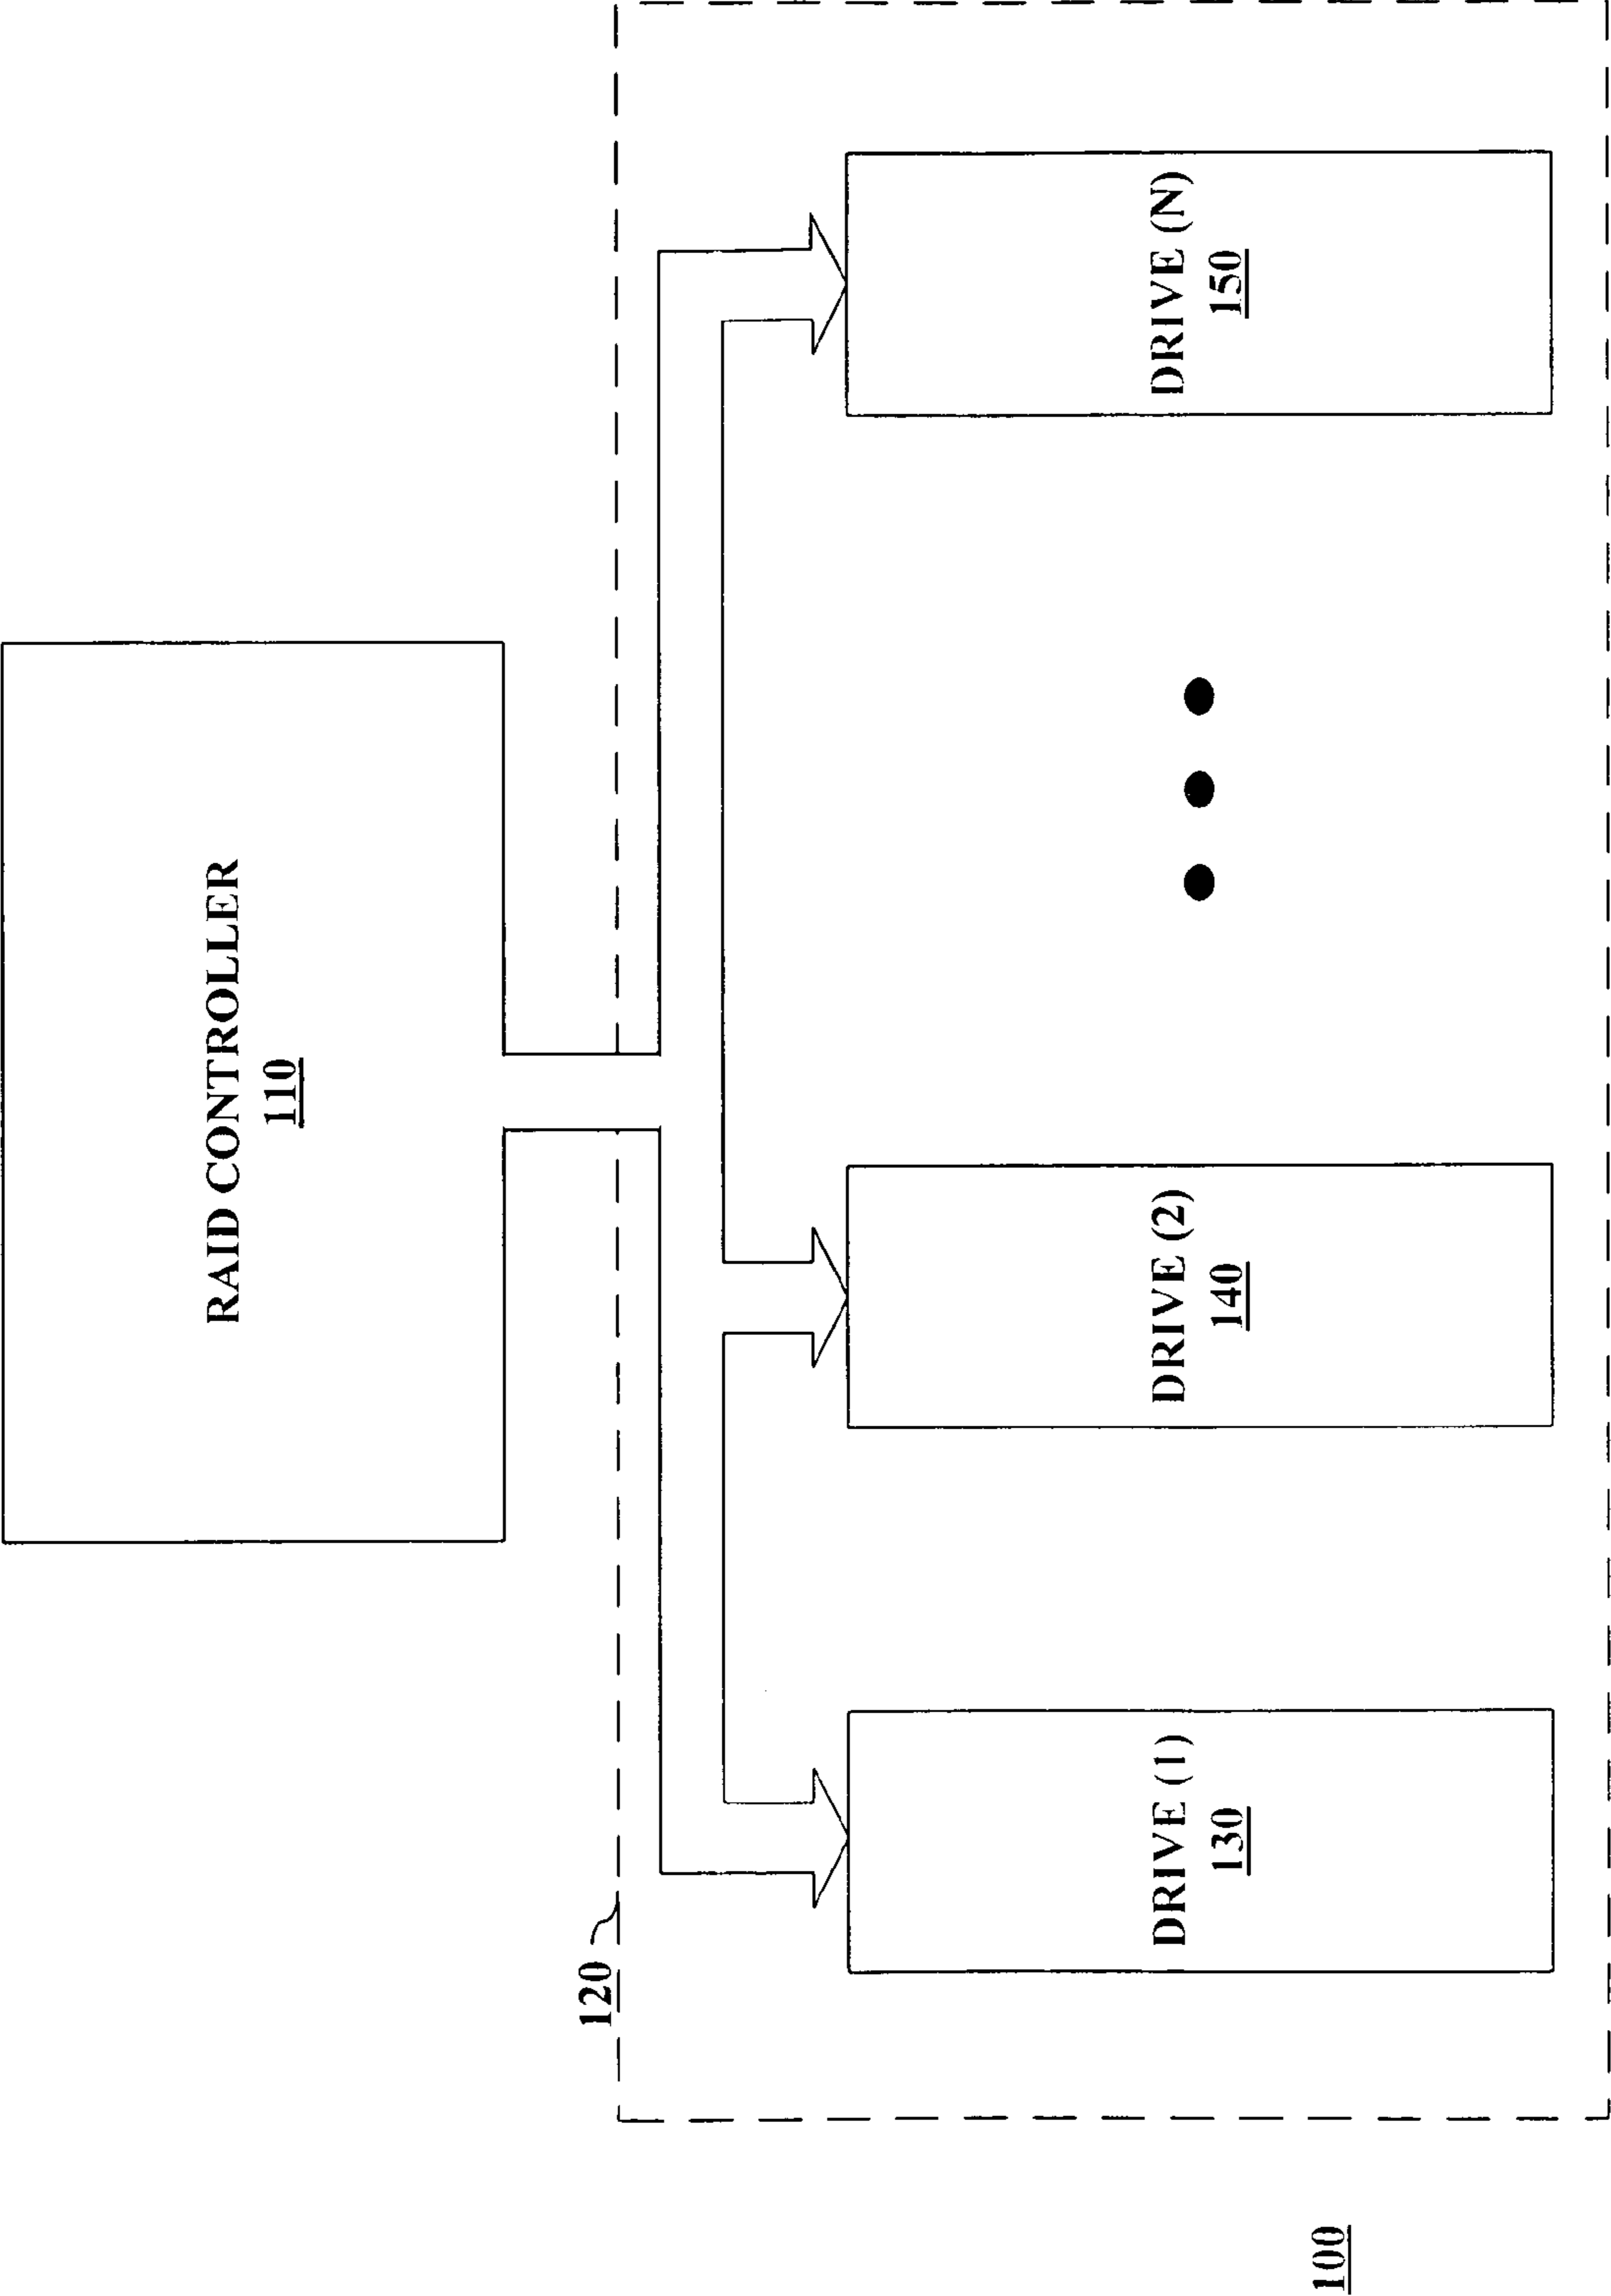 RAID CONTROLLER
110
120
DRIVE (1)
130
DRIVE (2)
140
DRIVE (N)
150
100